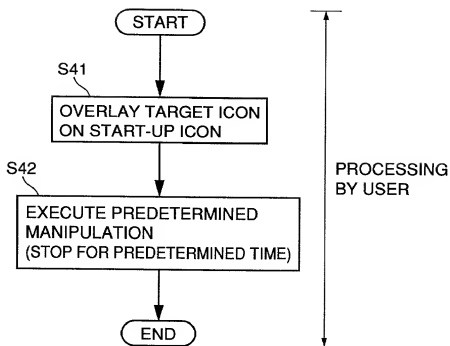 START
S41
OVERLAY TARGET ICON
ON START-UP ICON
S42
EXECUTE PREDETERMINED
MANIPULATION
(STOP FOR PREDETERMINED TIME)
END
PROCESSING
BY USER